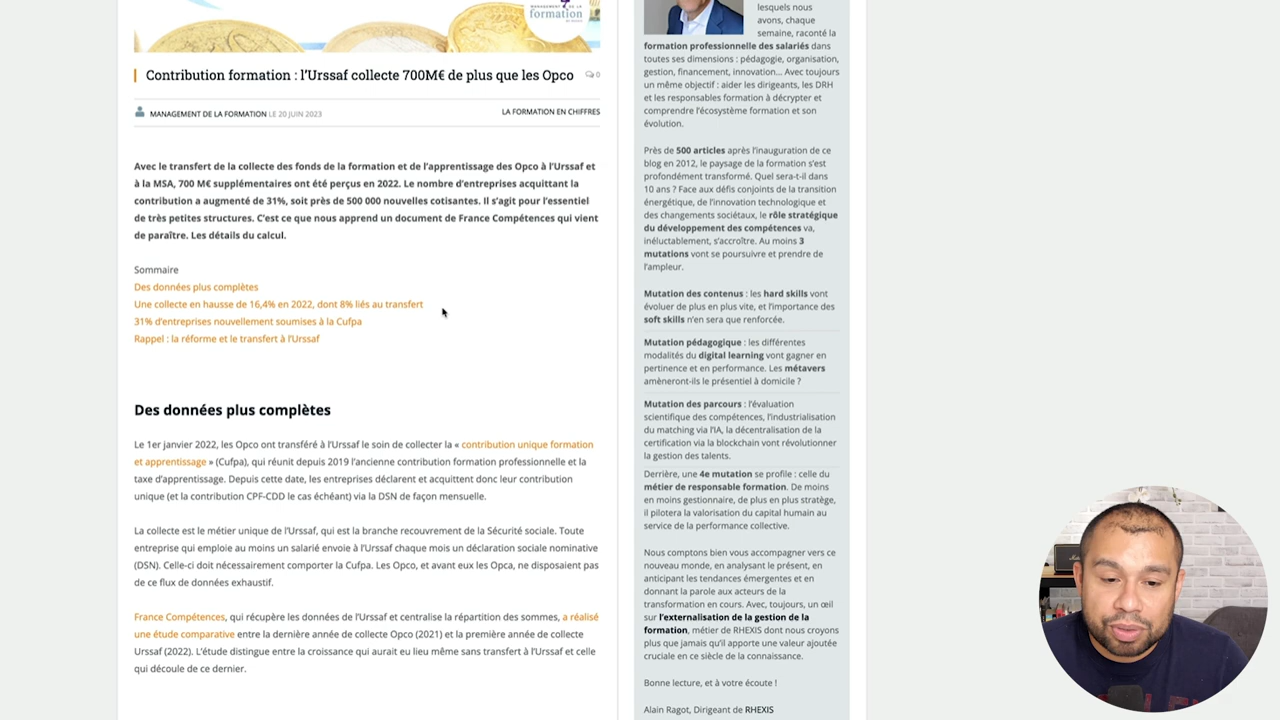 MANAGEMENT DE LA
formation
Contribution formation : l'Urssaf collecte 700M€ de plus que les Opco
0
MANAGEMENT DE LA FORMATION LE 20 JUIN 2023
LA FORMATION EN CHIFFRES
Avec le transfert de la collecte des fonds de la formation et de l'apprentissage des Opco à l'Urssaf et
à la MSA, 700 M€ supplémentaires ont été perçus en 2022. Le nombre d'entreprises acquittant la
contribution a augmenté de 31%, soit près de 500 000 nouvelles cotisantes. Il s'agit pour l'essentiel
de très petites structures. C'est ce que nous apprend un document de France Compétences qui vient
de paraître. Les détails du calcul.
Sommaire
Des données plus complètes
Une collecte en hausse de 16,4% en 2022, dont 8% liés au transfert
31% d'entreprises nouvellement soumises à la Cufpa
Rappel : la réforme et le transfert à l'Urssaf
Des données plus complètes
Le 1er janvier 2022, les Opco ont transféré à l'Urssaf le soin de collecter la « contribution unique formation
et apprentissage » (Cufpa), qui réunit depuis 2019 l'ancienne contribution formation professionnelle et la
taxe d'apprentissage. Depuis cette date, les entreprises déclarent et acquittent donc leur contribution
unique (et la contribution CPF-CDD le cas échéant) via la DSN de façon mensuelle.
La collecte est le métier unique de l'Urssaf, qui est la branche recouvrement de la Sécurité sociale. Toute
entreprise qui emploie au moins un salarié envoie à l'Urssaf chaque mois un déclaration sociale nominative
(DSN). Celle-ci doit nécessairement comporter la Cufpa. Les Opco, et avant eux les Opca, ne disposaient pas
de ce flux de données exhaustif.
France Compétences, qui récupère les données de l'Urssaf et centralise la répartition des sommes, a réalisé
une étude comparative entre la dernière année de collecte Opco (2021) et la première année de collecte
Urssaf (2022). L'étude distingue entre la croissance qui aurait eu lieu même sans transfert à l'Urssaf et celle
qui découle de ce dernier.
lesquels nous
avons, chaque
semaine, raconté la
formation professionnelle des salariés dans
toutes ses dimensions : pédagogie, organisation,
gestion, financement, innovation... Avec toujours
un même objectif : aider les dirigeants, les DRH
et les responsables formation à décrypter et
comprendre l'écosystème formation et son
évolution.
Près de 500 articles après l'inauguration de ce
blog en 2012, le paysage de la formation s'est
profondément transformé. Quel sera-t-il dans
10 ans ? Face aux défis conjoints de la transition
énergétique, de l'innovation technologique et
des changements sociétaux, le rôle stratégique
du développement des compétences va,
inéluctablement, s'accroître. Au moins 3
mutations vont se poursuivre et prendre de
l'ampleur.
Mutation des contenus : les hard skills vont
évoluer de plus en plus vite, et l'importance des
soft skills n'en sera que renforcée.
Mutation pédagogique : les différentes
modalités du digital learning vont gagner en
pertinence et en performance. Les métavers
amèneront-ils le présentiel à domicile ?
Mutation des parcours : l'évaluation
scientifique des compétences, l'industrialisation
du matching via l'IA, la décentralisation de la
certification via la blockchain vont révolutionner
la gestion des talents.
Derrière, une 4e mutation se profile : celle du
métier de responsable formation. De moins
en moins gestionnaire, de plus en plus stratège,
il pilotera la valorisation du capital humain au
service de la performance collective.
Nous comptons bien vous accompagner vers ce
nouveau monde, en analysant le présent, en
anticipant les tendances émergentes et en
donnant la parole aux acteurs de la
transformation en cours. Avec, toujours, un œil
sur l'externalisation de la gestion de la
formation, métier de RHEXIS dont nous croyons
plus que jamais qu'il apporte une valeur ajoutée
cruciale en ce siècle de la connaissance.
Bonne lecture, et à votre écoute !
Alain Ragot, Dirigeant de RHEXIS